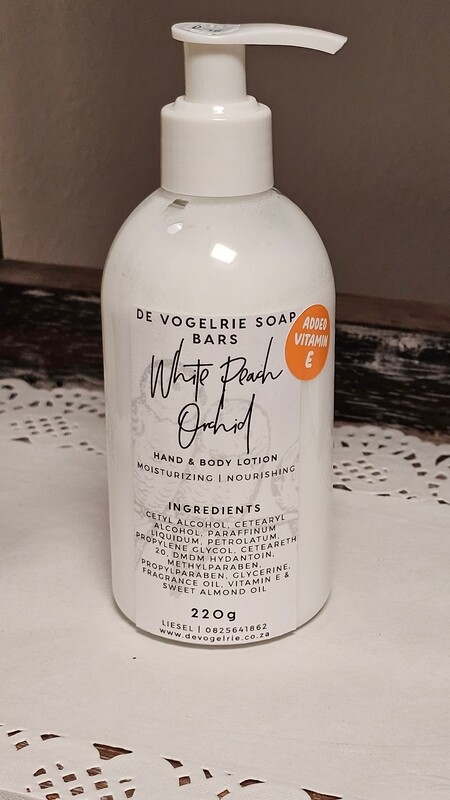 DE VOGELRIE SOAP
BARS
ADDED
VITAMIN
E
White Peach
Orchid
HAND & BODY LOTION
MOISTURIZING | NOURISHING
INGREDIENTS
CETYL ALCOHOL, CETEARYL
ALCOHOL, PARAFFINUM
LIQUIDUM, PETROLATUM,
PROPYLENE GLYCOL, CETEARETH
20, DMDM HYDANTOIN,
METHYLPARABEN,
PROPYLPARABEN, GLYCERINE,
FRAGRANCE OIL, VITAMIN E &
SWEET ALMOND OIL
220g
LIESEL | 0825641862
www.devogelrie.co.za